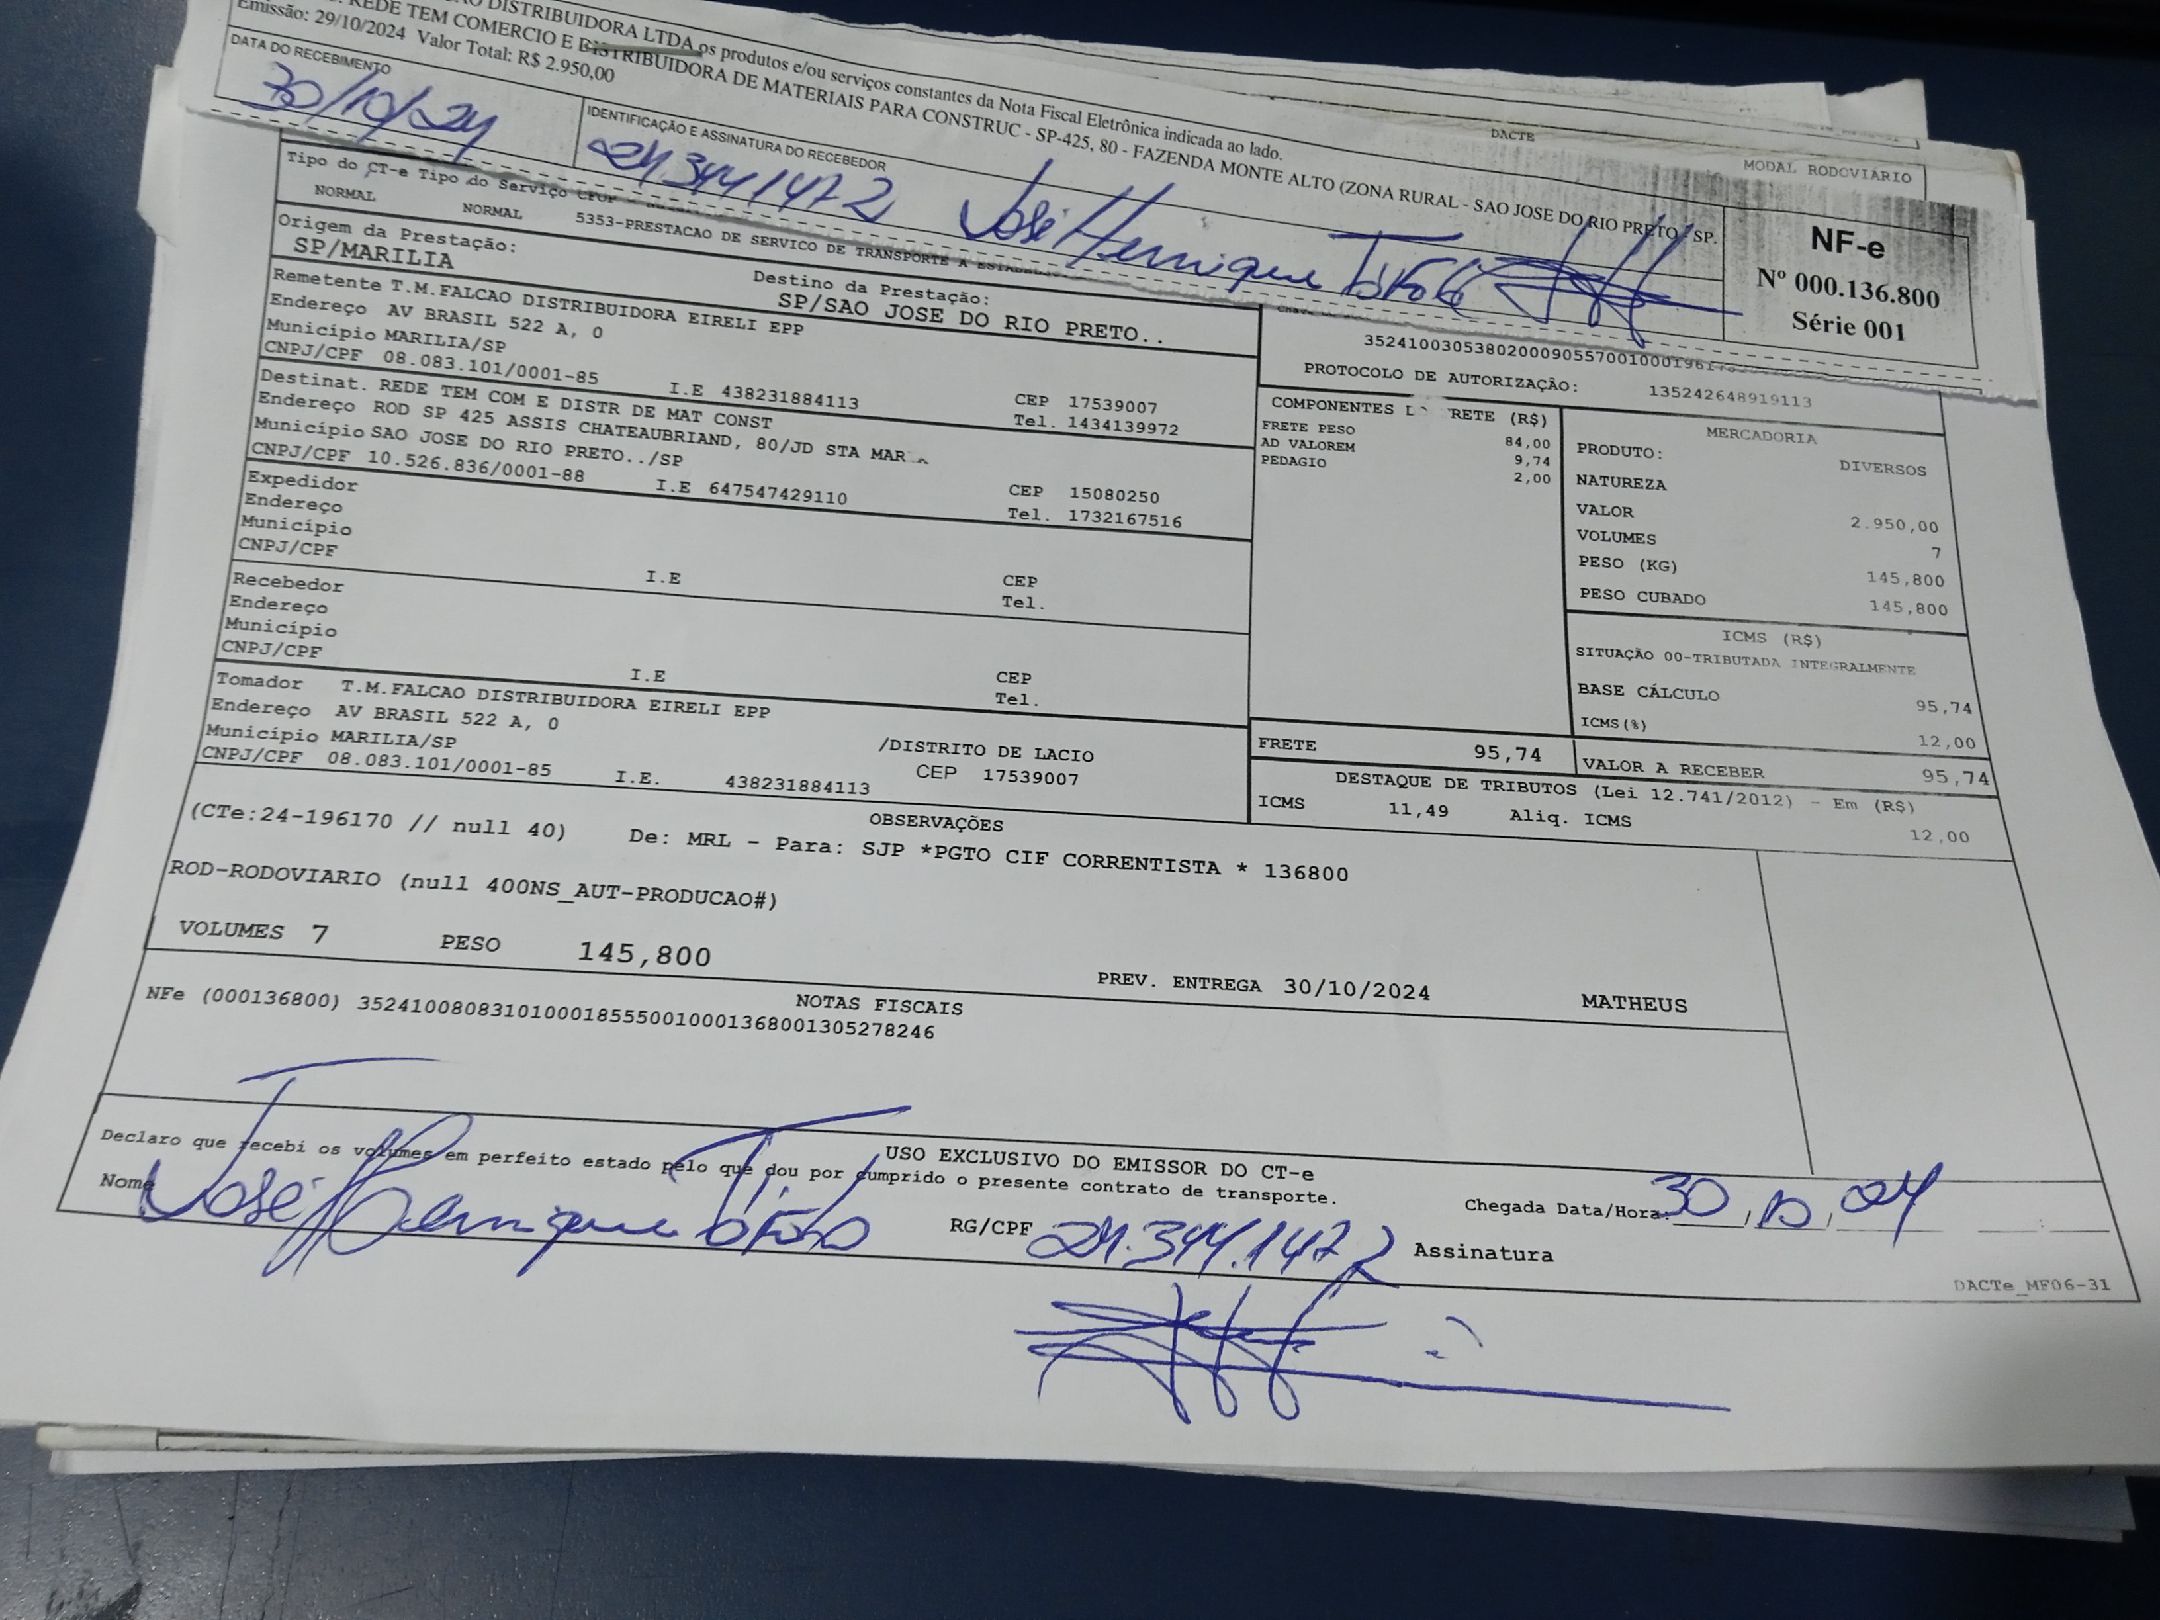 DISTRIBUIDORA LTDA os produtos e/ou serviços constantes da Nota Fiscal Eletrônica indicada ao lado.
REDE TEM COMERCIO E DISTRIBUIDORA DE MATERIAIS PARA CONSTRUC - SP-425, 80 - FAZENDA MONTE ALTO (ZONA RURAL - SAO JOSE DO RIO PRETO / SP.
Emissão: 29/10/2024 Valor Total: R$ 2.950,00
DATA DO RECEBIMENTO
30/10/24
IDENTIFICAÇÃO E ASSINATURA DO RECEBEDOR
24.344.147 2 José Henrique
NF-e
Nº 000.136.800
Série 001
DACTE
MODAL RODOVIÁRIO
Tipo do CT-e Tipo do Serviço CFOP
NORMAL NORMAL 5353-PRESTACAO DE SERVICO DE TRANSPORTE A
Origem da Prestação:
SP/MARILIA
Destino da Prestação:
SP/SAO JOSE DO RIO PRETO..
Remetente T.M.FALCAO DISTRIBUIDORA EIRELI EPP
Endereço AV BRASIL 522 A, 0
Município MARILIA/SP CEP 17539007
CNPJ/CPF 08.083.101/0001-85 I.E 438231884113 Tel. 1434139972
Destinat. REDE TEM COM E DISTR DE MAT CONST
Endereço ROD SP 425 ASSIS CHATEAUBRIAND, 80/JD STA MAR
Município SAO JOSE DO RIO PRETO../SP CEP 15080250
CNPJ/CPF 10.526.836/0001-88 I.E 647547429110 Tel. 1732167516
Expedidor
Endereço
Município CEP
CNPJ/CPF I.E Tel.
Recebedor
Endereço
Município CEP
CNPJ/CPF I.E Tel.
Tomador T.M.FALCAO DISTRIBUIDORA EIRELI EPP
Endereço AV BRASIL 522 A, 0 /DISTRITO DE LACIO
Município MARILIA/SP CEP 17539007
CNPJ/CPF 08.083.101/0001-85 I.E. 438231884113
PROTOCOLO DE AUTORIZAÇÃO: 135242648919113
FRETE (R$)
FRETE PESO 84,00
AD VALOREM 9,74
PEDAGIO 2,00
MERCADORIA
PRODUTO: DIVERSOS
NATUREZA
VALOR 2.950,00
VOLUMES 7
PESO (KG) 145,800
PESO CUBADO 145,800
ICMS (R$)
SITUAÇÃO 00-TRIBUTADA INTEGRALMENTE
BASE CÁLCULO 95,74
ICMS(%) 12,00
FRETE 95,74 VALOR A RECEBER 95,74
DESTAQUE DE TRIBUTOS (Lei 12.741/2012) - Em (R$)
ICMS 11,49 Aliq. ICMS 12,00
OBSERVAÇÕES
(CTe:24-196170 // null 40) De: MRL - Para: SJP *PGTO CIF CORRENTISTA * 136800
ROD-RODOVIARIO (null 400NS_AUT-PRODUCAO#)
VOLUMES 7 PESO 145,800 PREV. ENTREGA 30/10/2024 MATHEUS
NOTAS FISCAIS
NFe (000136800) 35241008083101000185550010001368001305278246
USO EXCLUSIVO DO EMISSOR DO CT-e
Declaro que recebi os volumes em perfeito estado pelo que dou por cumprido o presente contrato de transporte.
Nome José Henrique RG/CPF 24.344.147 2 Assinatura
Chegada Data/Hora: 30 / 10 / 24
DACTe_MF06-31